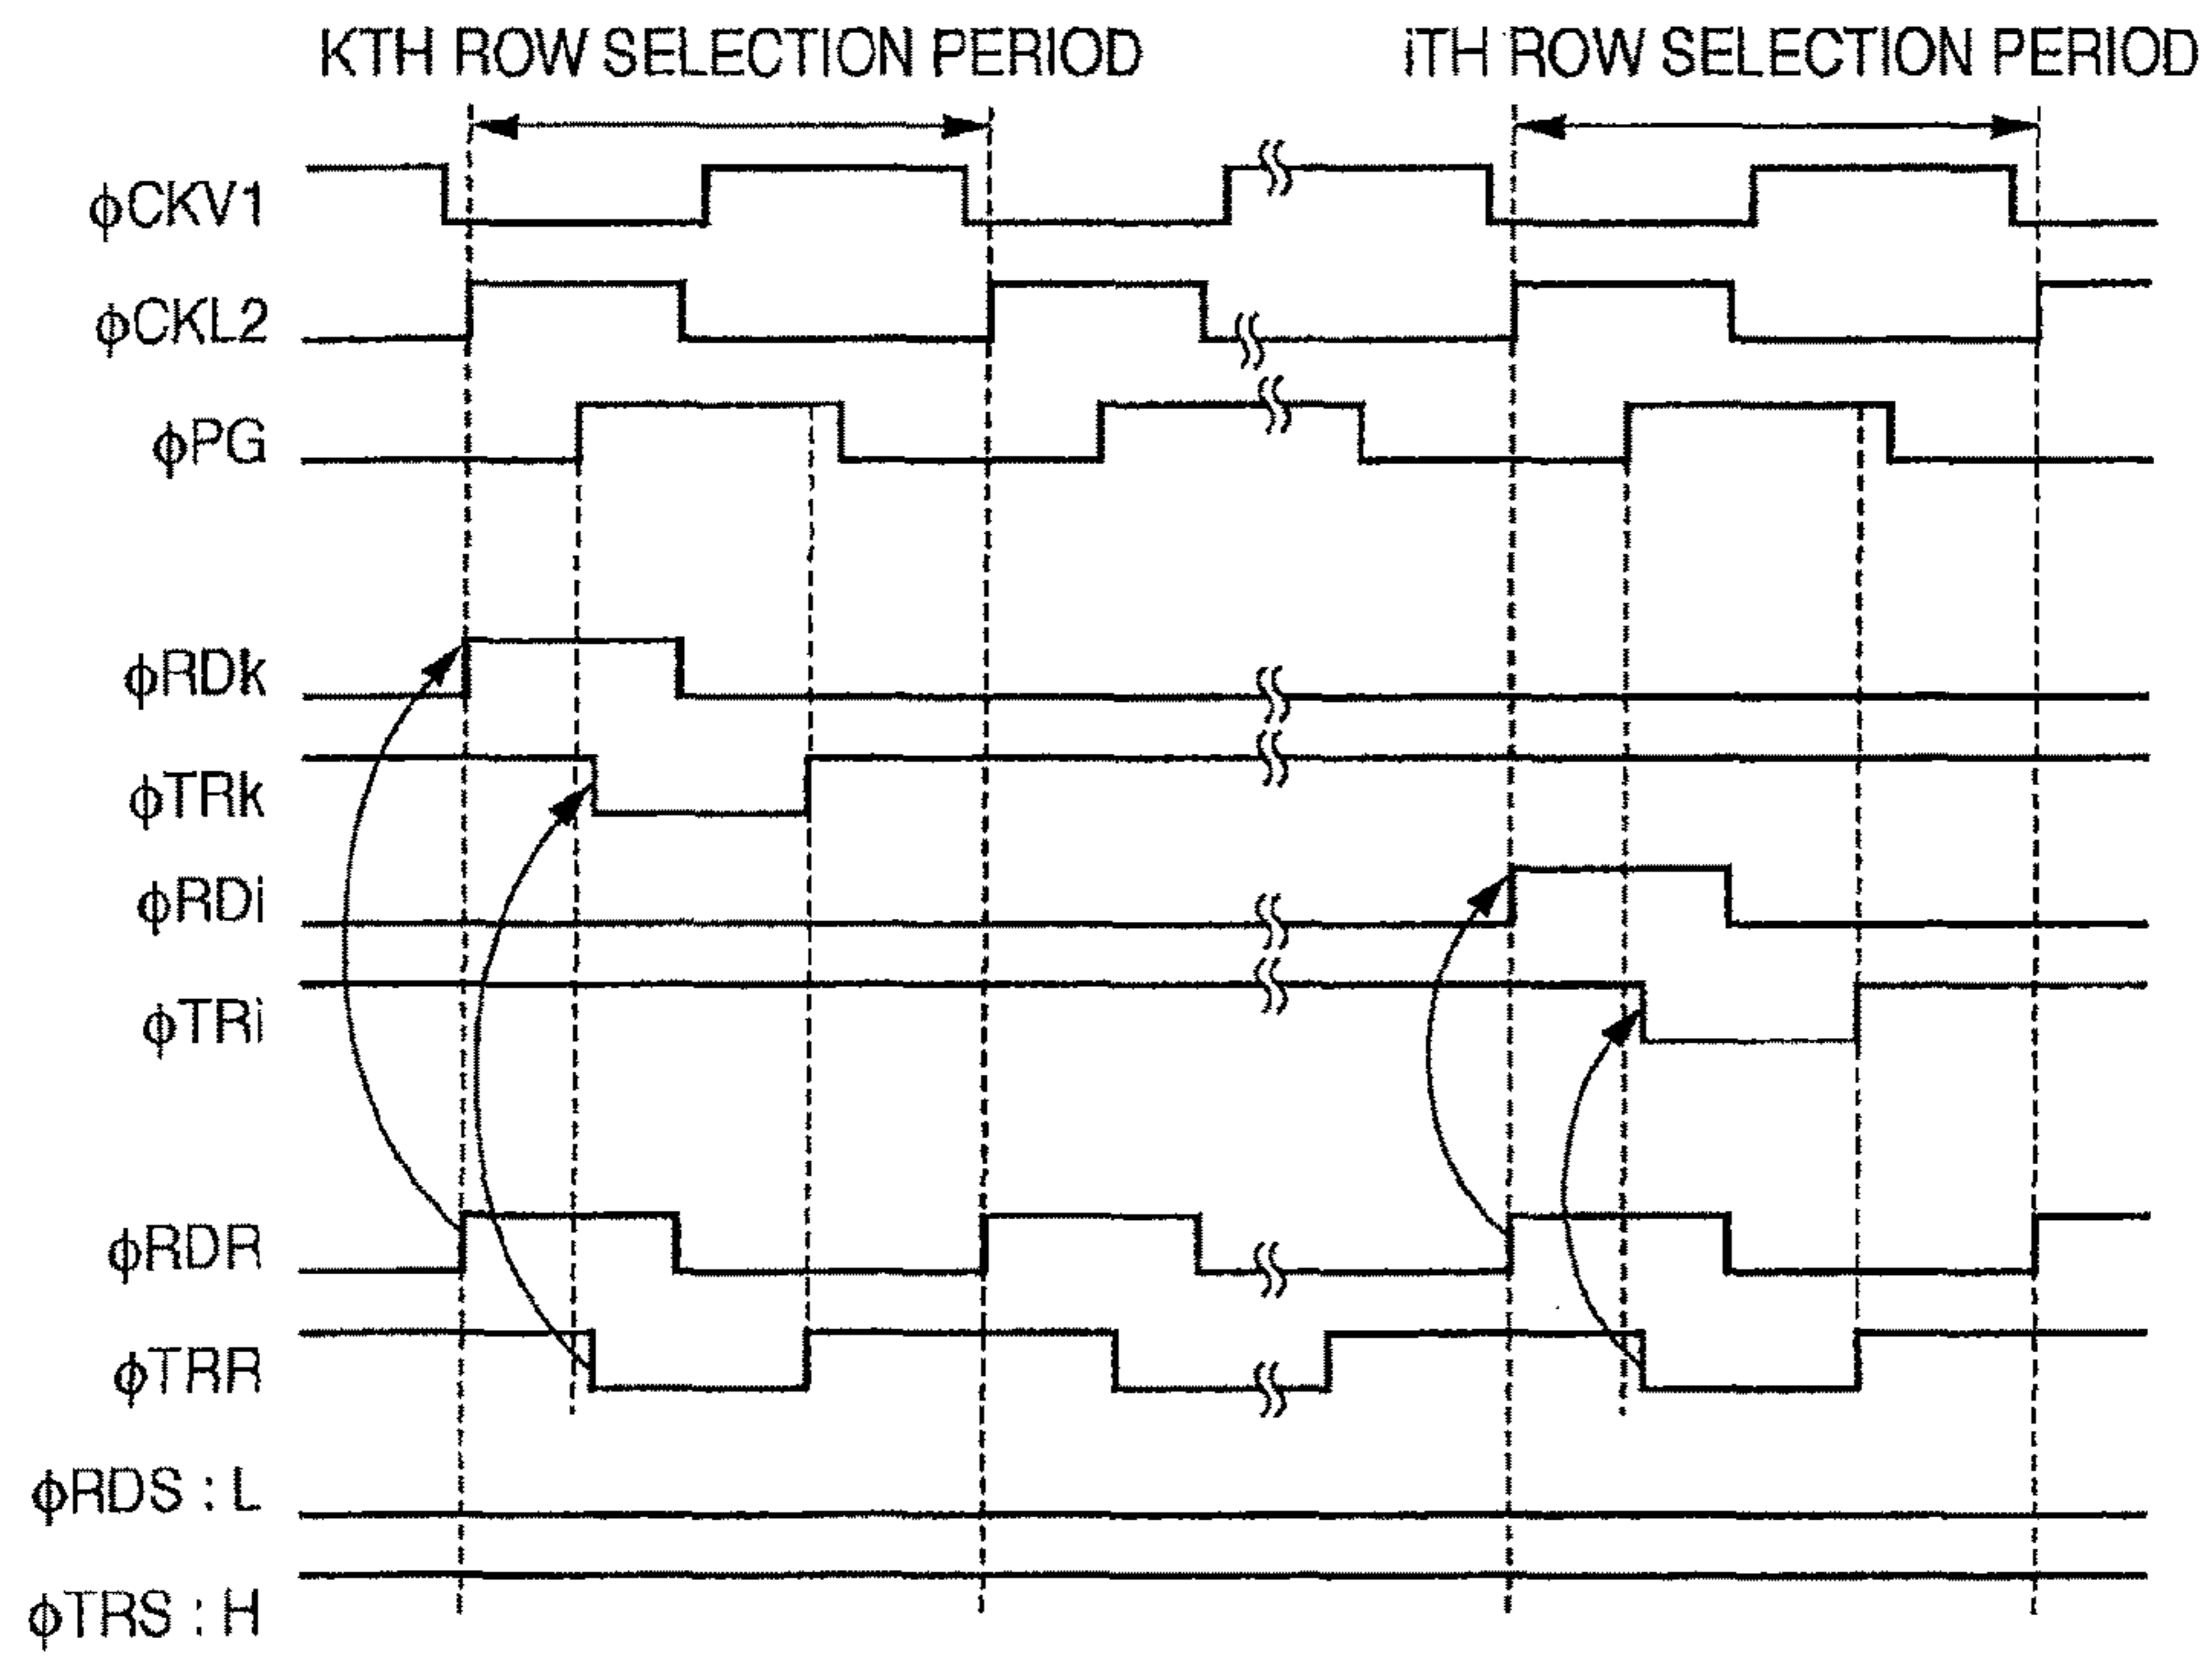 KTH ROW SELECTION PERIOD
iTH ROW SELECTION PERIOD
ϕCKV1
ϕCKL2
ϕPG
ϕRDk
ϕTRk
ϕRDi
ϕTRi
ϕRDR
ϕTRR
ϕRDS : L
ϕTRS : H